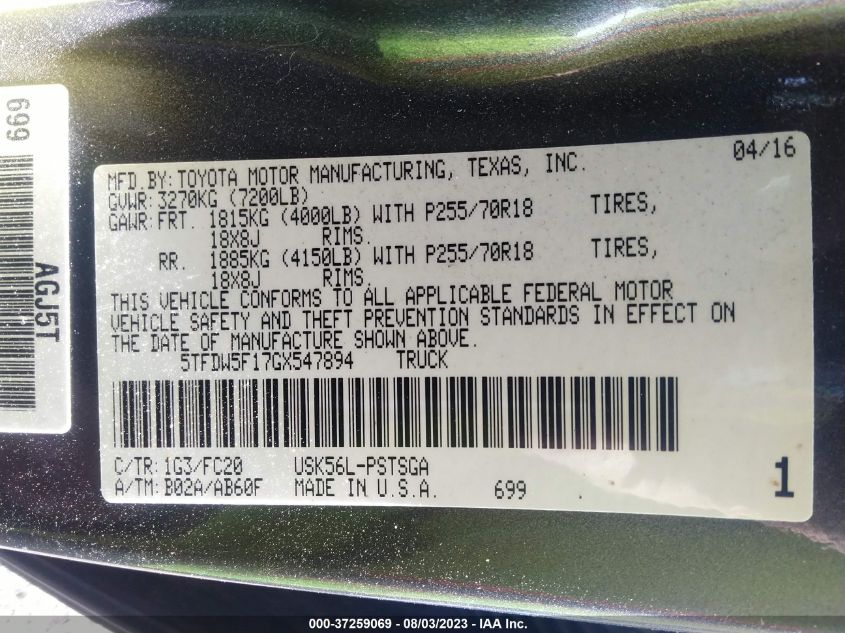 699
AGJ5T
04/16
MFD.BY:TOYOTA MOTOR MANUFACTURING, TEXAS, INC.
GVWR:3270KG (7200LB)
GAWR:FRT. 1815KG (4000LB) WITH P255/70R18 TIRES,
18X8J RIMS.
RR. 1885KG (4150LB) WITH P255/70R18 TIRES,
18X8J RIMS.
THIS VEHICLE CONFORMS TO ALL APPLICABLE FEDERAL MOTOR
VEHICLE SAFETY AND THEFT PREVENTION STANDARDS IN EFFECT ON
THE DATE OF MANUFACTURE SHOWN ABOVE.
5TFDW5F17GX547894 TRUCK
C/TR: 1G3/FC20 USK56L-PSTSGA
A/TM: B02A/AB60F MADE IN U.S.A. 699 . 1
000-37259069 - 08/03/2023 - IAA Inc.